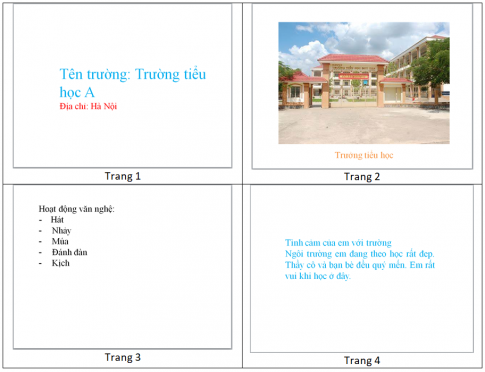 Tên trường: Trường tiểu
học A
Địa chỉ: Hà Nội
Trang 1
Trường tiểu học
Trang 2
Hoạt động văn nghệ:
- Hát
- Nhảy
- Múa
- Đánh đàn
- Kịch
Trang 3
Tình cảm của em với trường
Ngôi trường em đang theo học rất đẹp.
Thầy cô và bạn bè đều quý mến. Em rất
vui khi học ở đây.
Trang 4